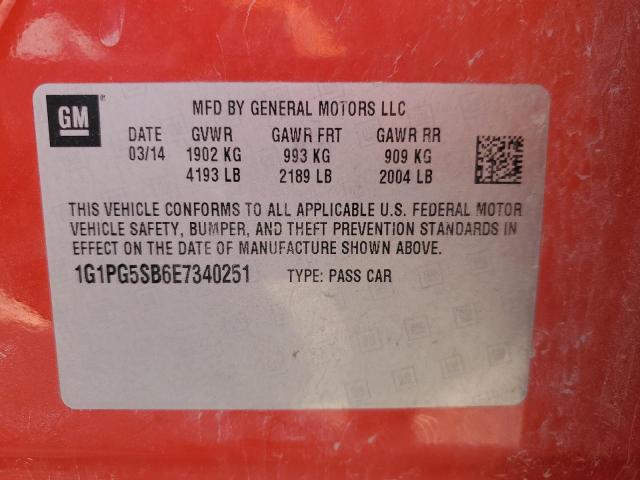 GM
MFD BY GENERAL MOTORS LLC
DATE GVWR GAWR FRT GAWR RR
03/14 1902 KG 993 KG 909 KG
4193 LB 2189 LB 2004 LB
THIS VEHICLE CONFORMS TO ALL APPLICABLE U.S. FEDERAL MOTOR
VEHICLE SAFETY, BUMPER, AND THEFT PREVENTION STANDARDS IN
EFFECT ON THE DATE OF MANUFACTURE SHOWN ABOVE.
1G1PG5SB6E7340251 TYPE: PASS CAR